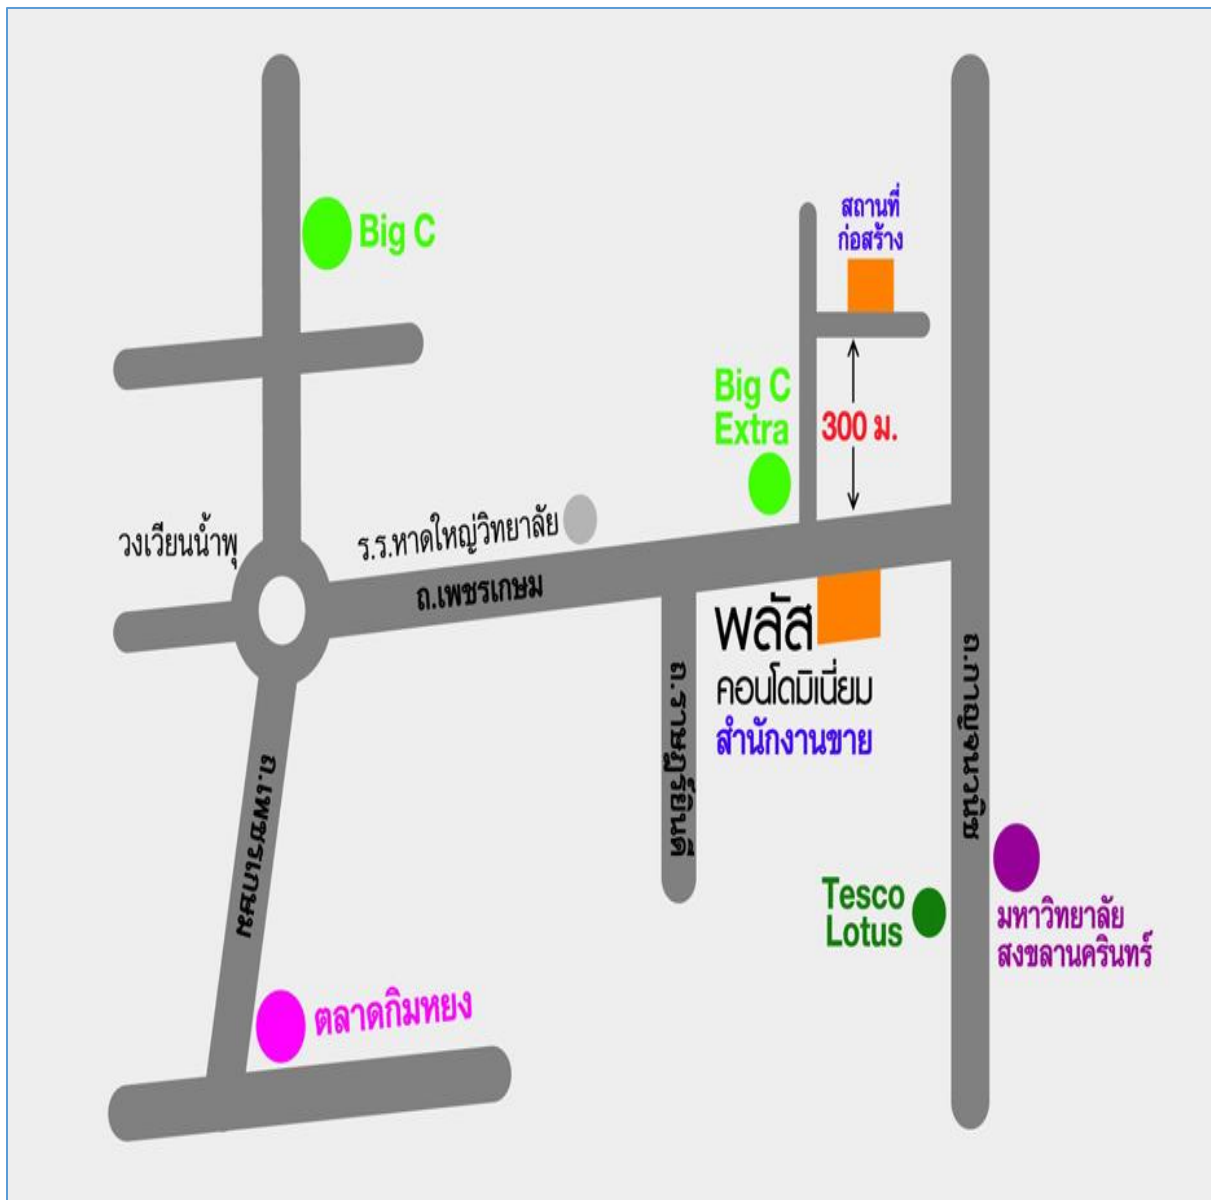 สถานที่
ก่อสร้าง
Big C
Big C
Extra
300 ม.
วงเวียนน้ำพุ
ร.ร.หาดใหญ่วิทยาลัย
ถ.เพชรเกษม
พลัส
คอนโดมิเนี่ยม
สำนักงานขาย
ถ.ราษฎร์ยินดี
ถ.กาญจนวนิช
ถ.เพชรเกษม
Tesco
Lotus
มหาวิทยาลัย
สงขลานครินทร์
ตลาดกิมหยง